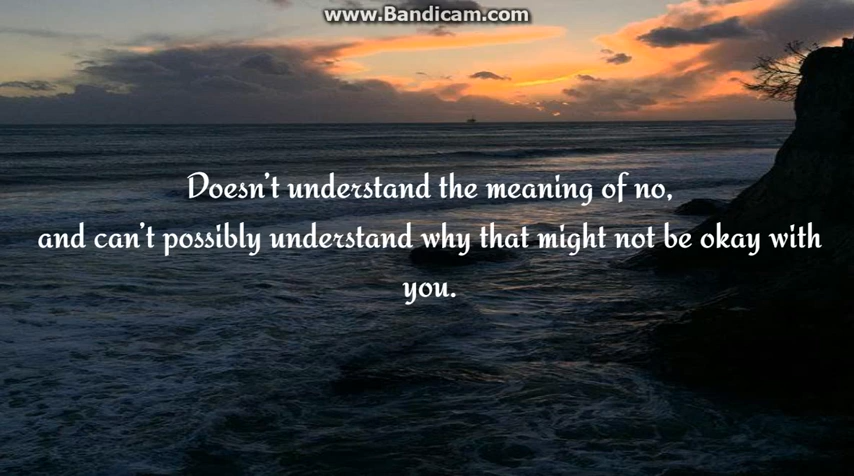 www.Bandicam.com
Doesn't understand the meaning of no,
and can't possibly understand why that might not be okay with
you.